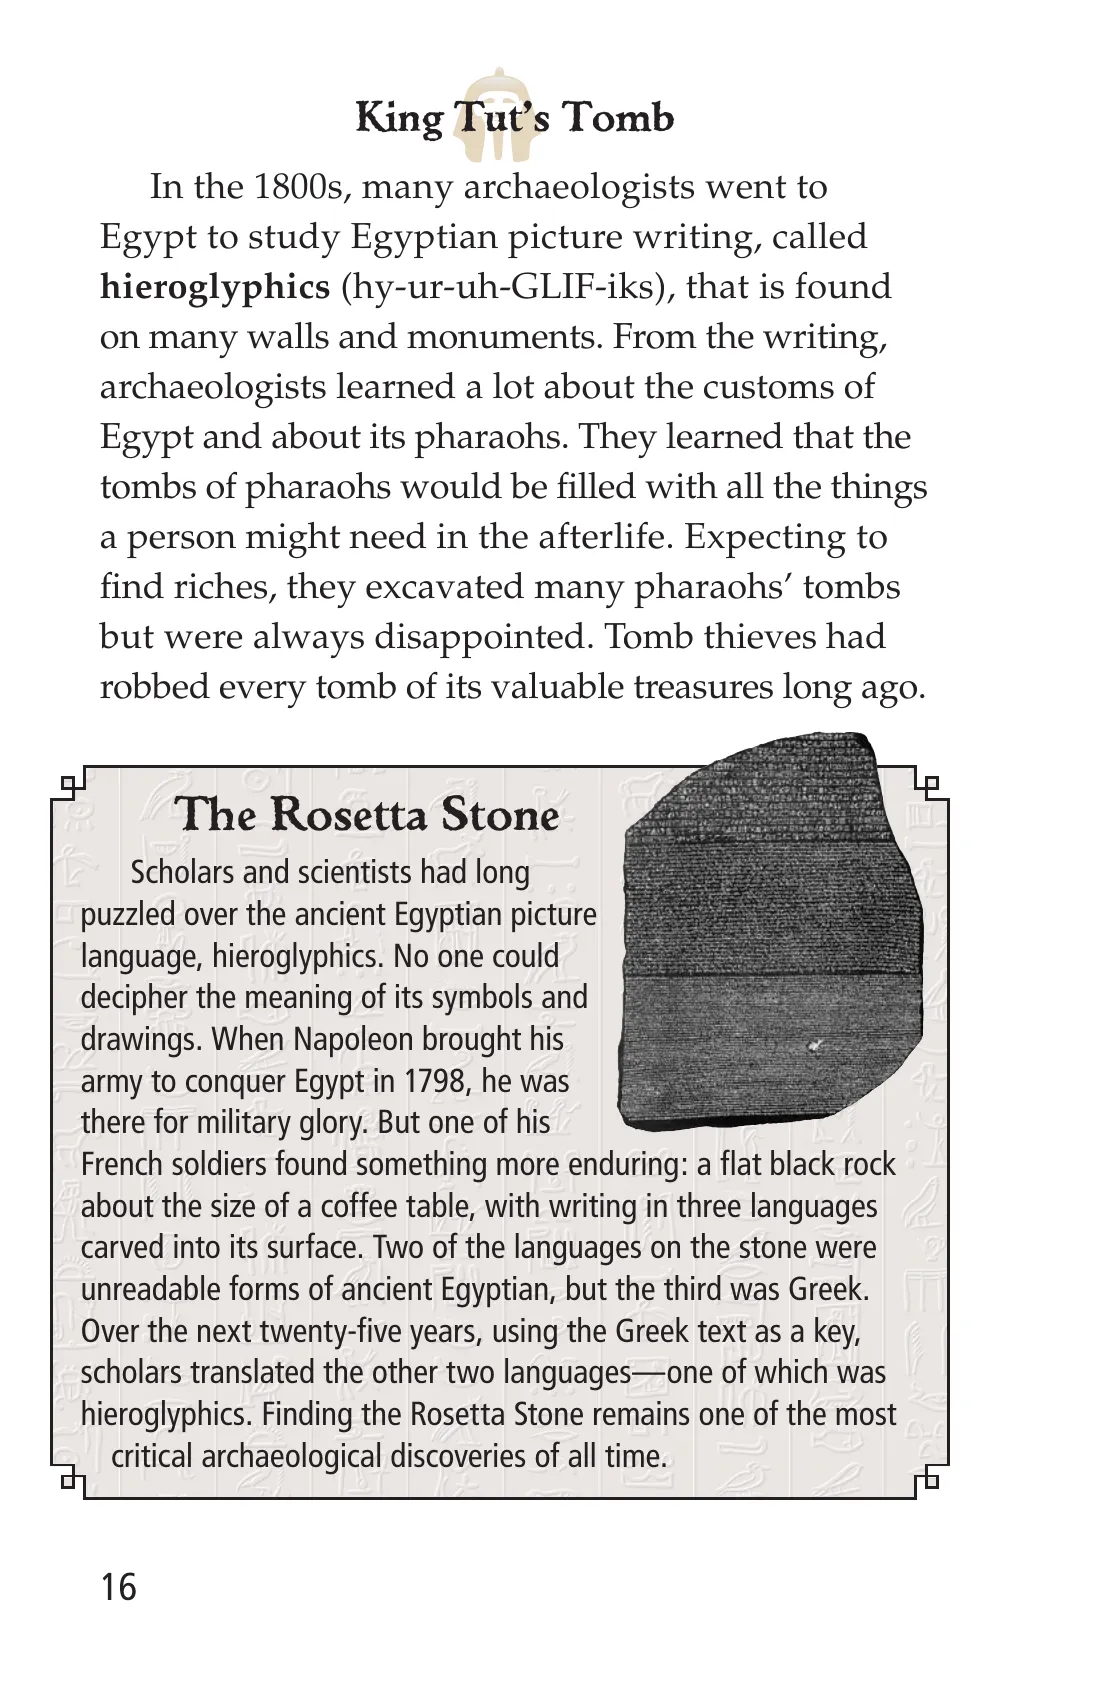 King Tut’s Tomb
In the 1800s, many archaeologists went to
Egypt to study Egyptian picture writing, called
hieroglyphics (hy-ur-uh-GLIF-iks), that is found
on many walls and monuments. From the writing,
archaeologists learned a lot about the customs of
Egypt and about its pharaohs. They learned that the
tombs of pharaohs would be filled with all the things
a person might need in the afterlife. Expecting to
find riches, they excavated many pharaohs’ tombs
but were always disappointed. Tomb thieves had
robbed every tomb of its valuable treasures long ago.
The Rosetta Stone
Scholars and scientists had long
puzzled over the ancient Egyptian picture
language, hieroglyphics. No one could
decipher the meaning of its symbols and
drawings. When Napoleon brought his
army to conquer Egypt in 1798, he was
there for military glory. But one of his
French soldiers found something more enduring: a flat black rock
about the size of a coffee table, with writing in three languages
carved into its surface. Two of the languages on the stone were
unreadable forms of ancient Egyptian, but the third was Greek.
Over the next twenty-five years, using the Greek text as a key,
scholars translated the other two languages—one of which was
hieroglyphics. Finding the Rosetta Stone remains one of the most
critical archaeological discoveries of all time.
16